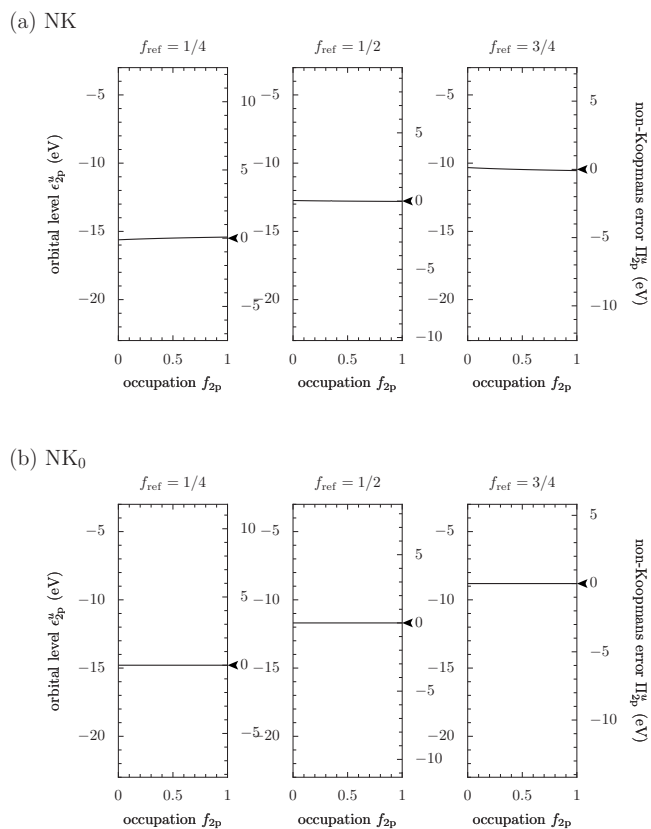 (a) NK
f_ref = 1/4
f_ref = 1/2
f_ref = 3/4
orbital level ϵ^u_2p (eV)
−5
−10
−15
−20
10
5
0
−5
−5
−10
−15
−20
5
0
−5
−10
−5
−10
−15
−20
5
0
−5
−10
non-Koopmans error Π^u_2p (eV)
0 0.5 1
0 0.5 1
0 0.5 1
occupation f_2p
occupation f_2p
occupation f_2p
(b) NK₀
f_ref = 1/4
f_ref = 1/2
f_ref = 3/4
orbital level ϵ^u_2p (eV)
−5
−10
−15
−20
10
5
0
−5
−5
−10
−15
−20
5
0
−5
−10
−5
−10
−15
−20
5
0
−5
−10
non-Koopmans error Π^u_2p (eV)
0 0.5 1
0 0.5 1
0 0.5 1
occupation f_2p
occupation f_2p
occupation f_2p